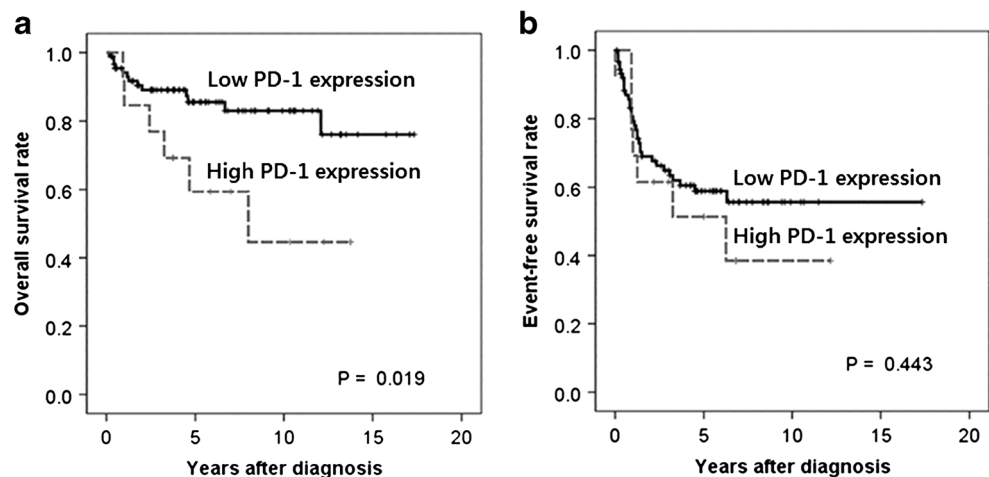 a
Overall survival rate
1.0
0.8
0.6
0.4
0.2
0.0
Low PD-1 expression
High PD-1 expression
P = 0.019
0 5 10 15 20
Years after diagnosis
b
Event-free survival rate
1.0
0.8
0.6
0.4
0.2
0.0
Low PD-1 expression
High PD-1 expression
P = 0.443
0 5 10 15 20
Years after diagnosis